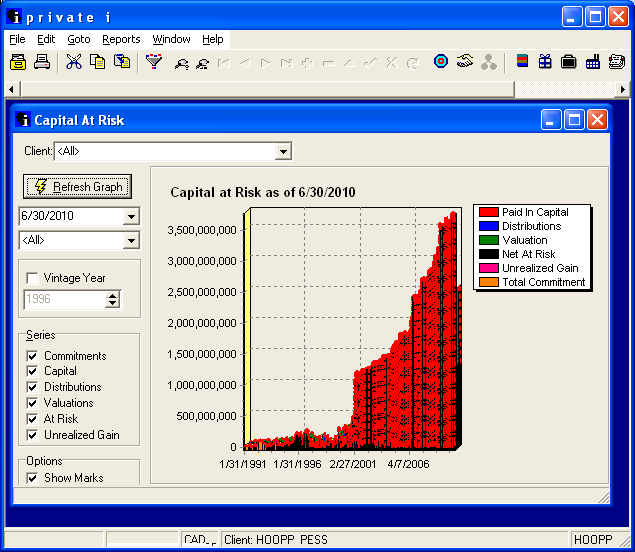 private i
File Edit Goto Reports Window Help
Capital At Risk
Client: <All>
Refresh Graph
6/30/2010
<All>
Vintage Year
1996
Series
Commitments
Capital
Distributions
Valuations
At Risk
Unrealized Gain
Options
Show Marks
Capital at Risk as of 6/30/2010
3,500,000,000
3,000,000,000
2,500,000,000
2,000,000,000
1,500,000,000
1,000,000,000
500,000,000
0
1/31/1991 1/31/1996 2/27/2001 4/7/2006
Paid In Capital
Distributions
Valuation
Net At Risk
Unrealized Gain
Total Commitment
CAD_ Client: HOOPP_PESS HOOPP